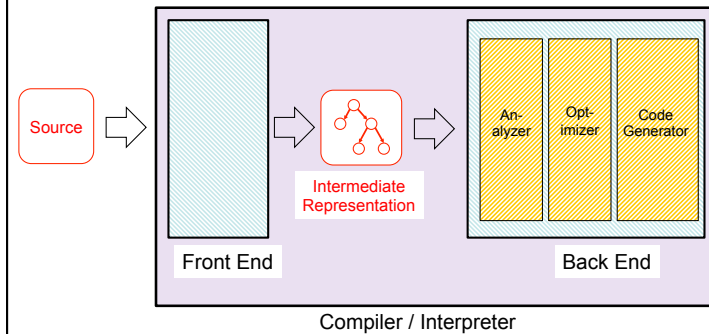 Source
Intermediate
Representation
An-
alyzer
Opt-
imizer
Code
Generator
Front End
Back End
Compiler / Interpreter